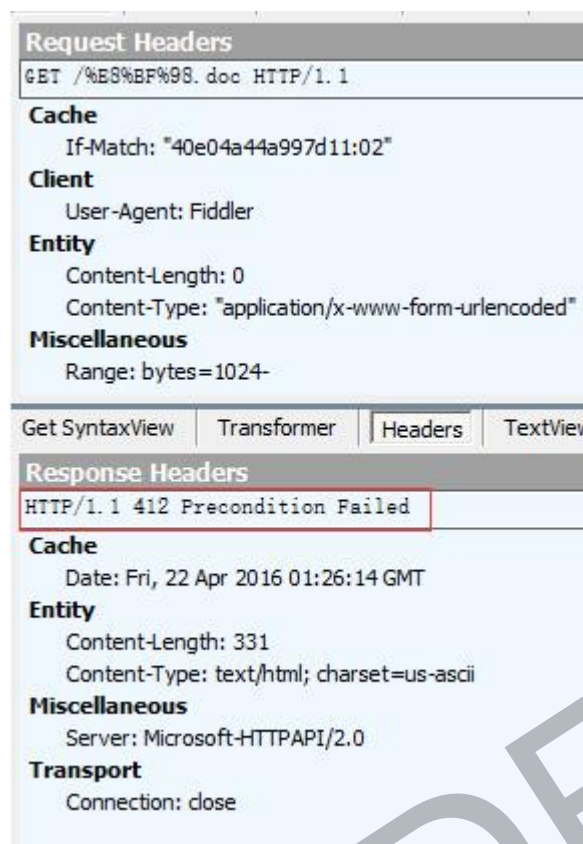 Request Headers
GET /%E8%BF%98.doc HTTP/1.1
Cache
If-Match: "40e04a44a997d11:02"
Client
User-Agent: Fiddler
Entity
Content-Length: 0
Content-Type: "application/x-www-form-urlencoded"
Miscellaneous
Range: bytes=1024-
Get SyntaxView Transformer Headers TextView
Response Headers
HTTP/1.1 412 Precondition Failed
Cache
Date: Fri, 22 Apr 2016 01:26:14 GMT
Entity
Content-Length: 331
Content-Type: text/html; charset=us-ascii
Miscellaneous
Server: Microsoft-HTTPAPI/2.0
Transport
Connection: close